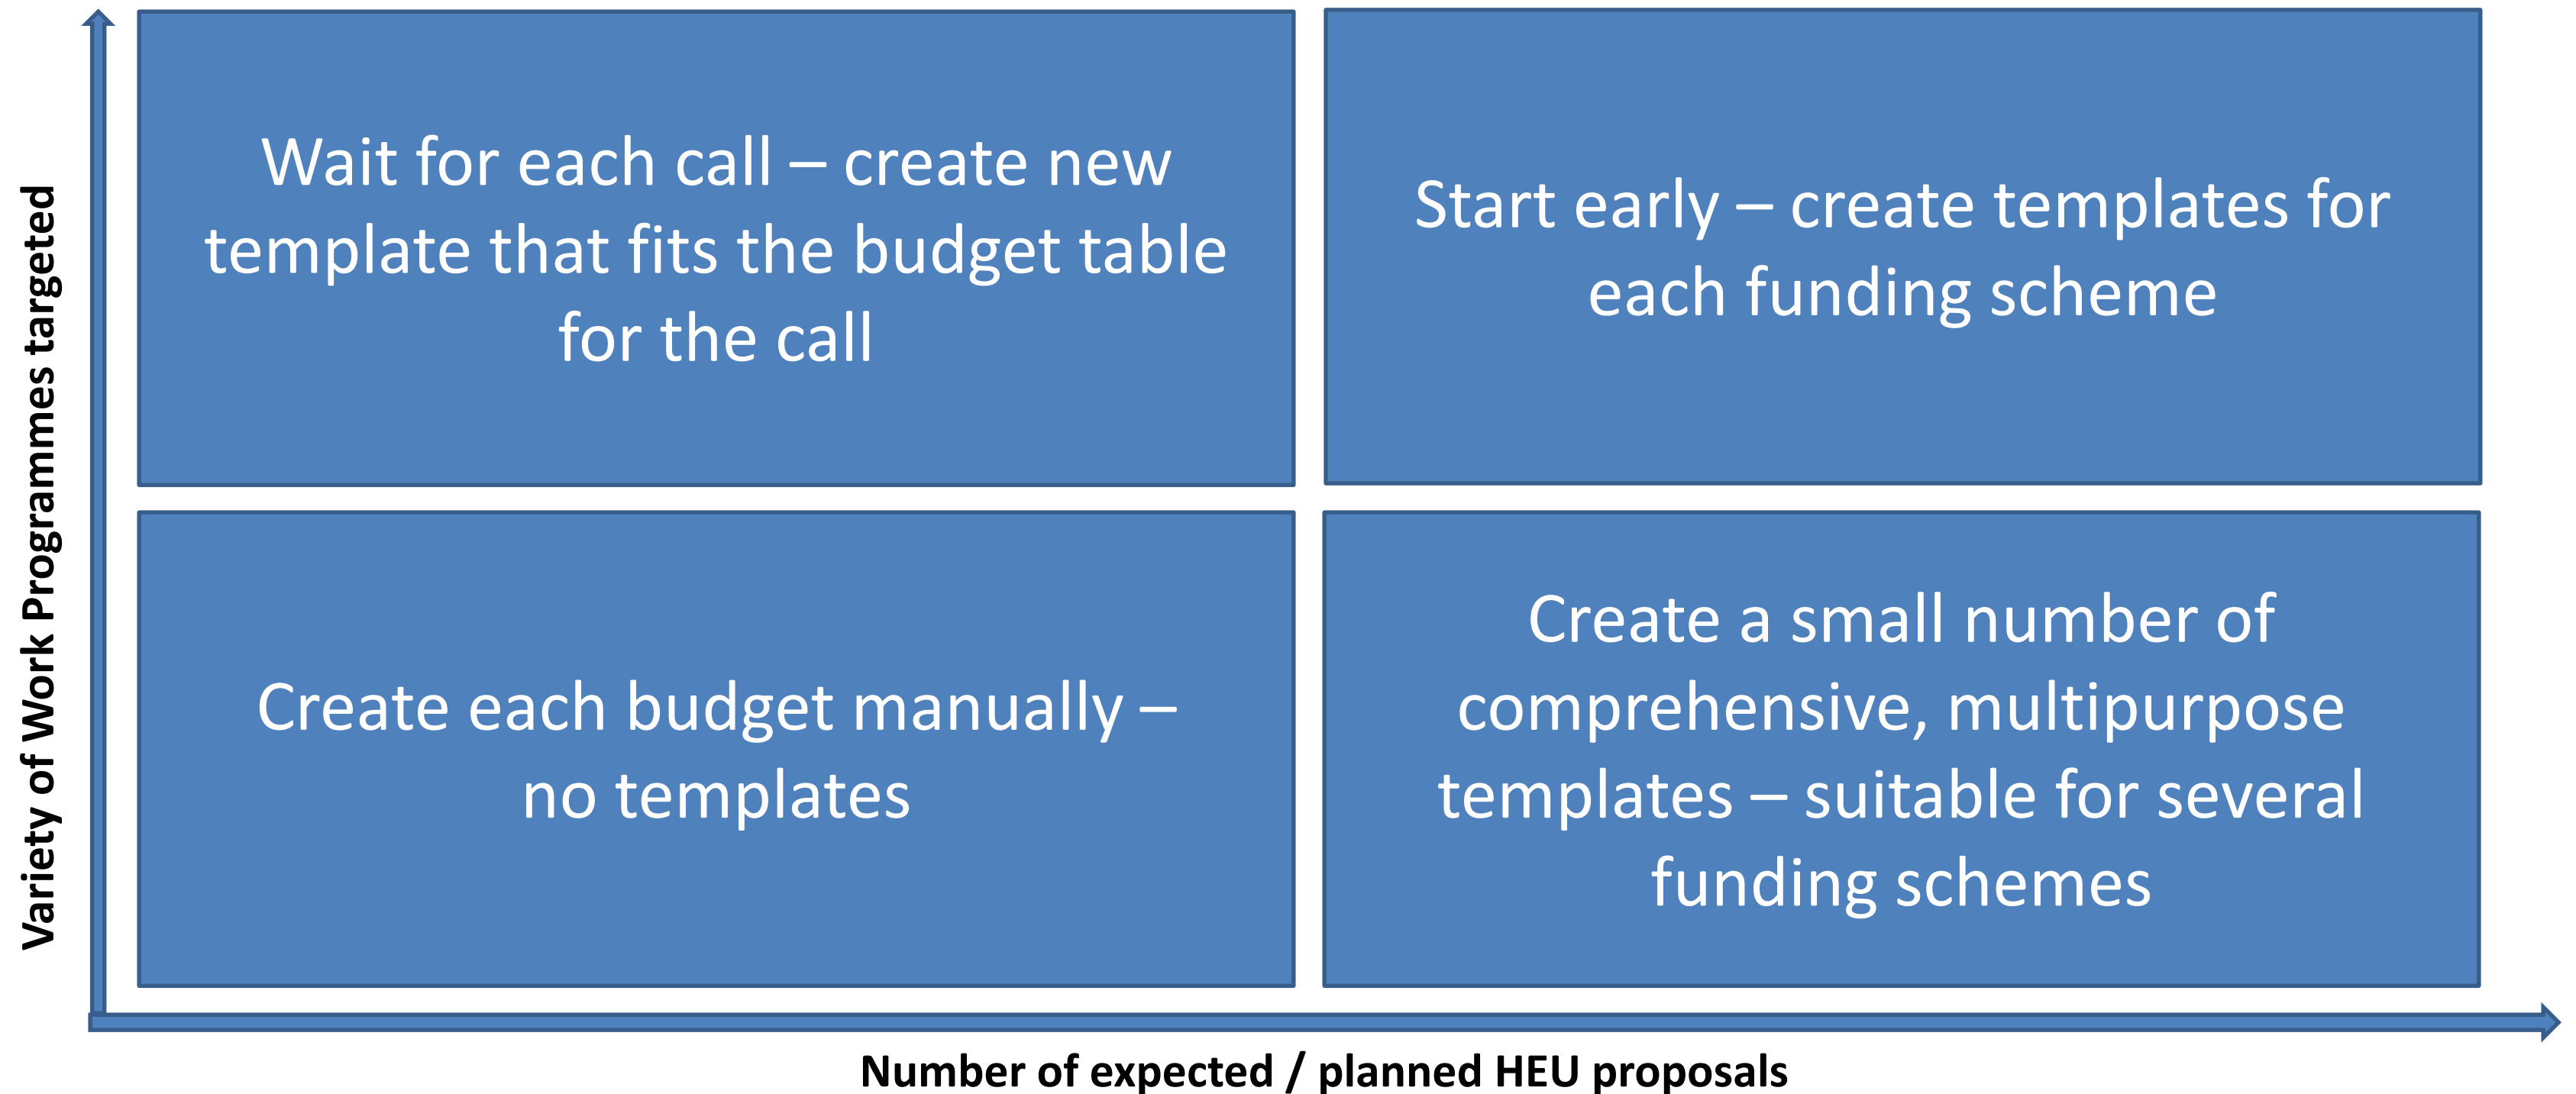 Variety of Work Programmes targeted
Wait for each call – create new
template that fits the budget table
for the call
Start early – create templates for
each funding scheme
Create each budget manually –
no templates
Create a small number of
comprehensive, multipurpose
templates – suitable for several
funding schemes
Number of expected / planned HEU proposals